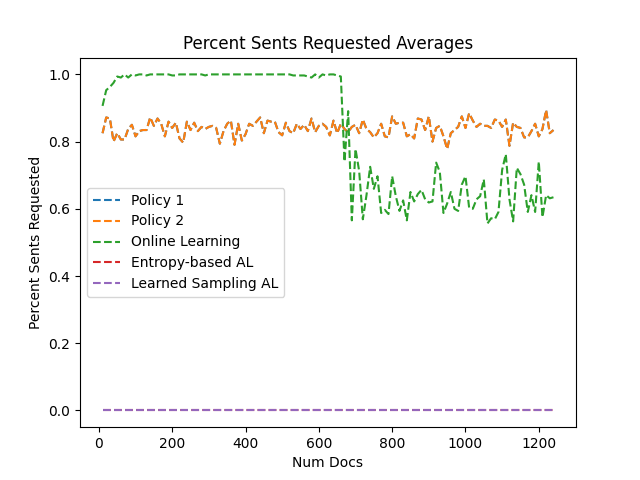 Percent Sents Requested Averages
Percent Sents Requested
1.0
0.8
0.6
0.4
0.2
0.0
Policy 1
Policy 2
Online Learning
Entropy-based AL
Learned Sampling AL
0 200 400 600 800 1000 1200
Num Docs